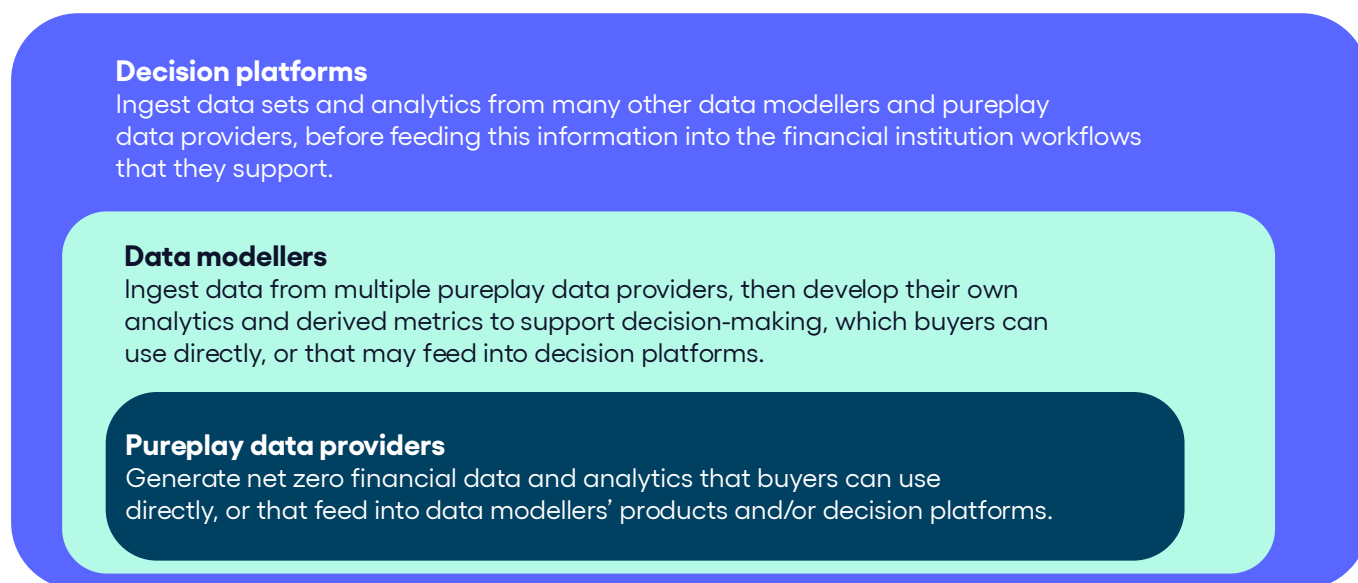 Decision platforms
Ingest data sets and analytics from many other data modellers and pureplay
data providers, before feeding this information into the financial institution workflows
that they support.
Data modellers
Ingest data from multiple pureplay data providers, then develop their own
analytics and derived metrics to support decision-making, which buyers can
use directly, or that may feed into decision platforms.
Pureplay data providers
Generate net zero financial data and analytics that buyers can use
directly, or that feed into data modellers’ products and/or decision platforms.